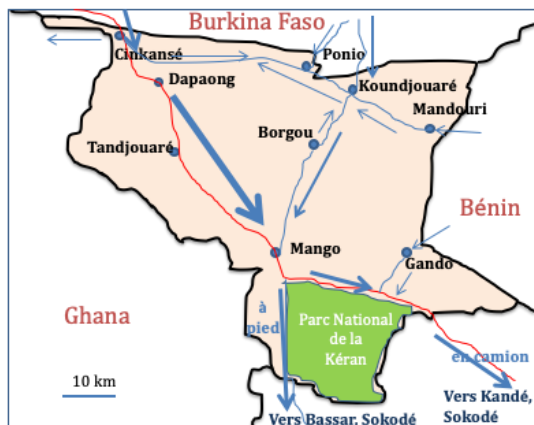 Burkina Faso
Cinkansé
Ponio
Dapaong
Koundjouaré
Mandouri
Borgou
Tandjouaré
Bénin
Mango
Gando
Ghana
à
pied
Parc National
de la
Kéran
en camion
10 km
Vers Kandé,
Sokodé
Vers Bassar, Sokodé